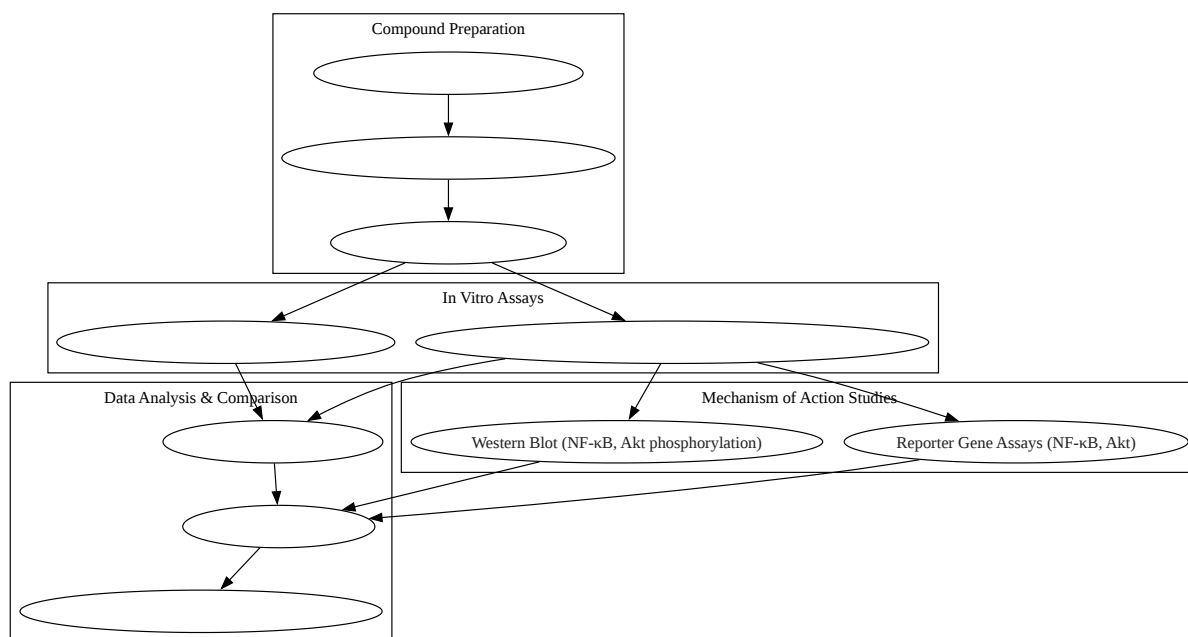 Compound Preparation
In Vitro Assays
Data Analysis & Comparison
Mechanism of Action Studies
Western Blot (NF-κB, Akt phosphorylation)
Reporter Gene Assays (NF-κB, Akt)